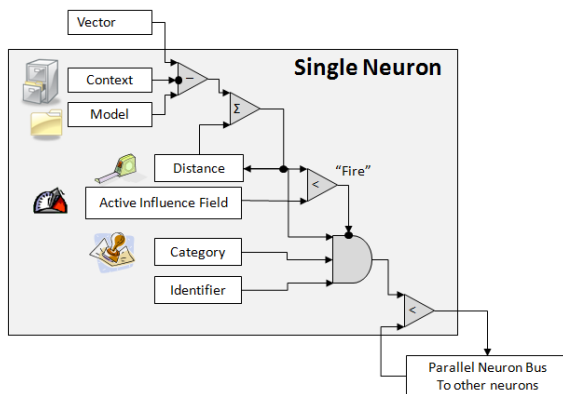 Vector
Single Neuron
Context
−
Model
Σ
Distance
"Fire"
<
Active Influence Field
Category
Identifier
<
Parallel Neuron Bus
To other neurons